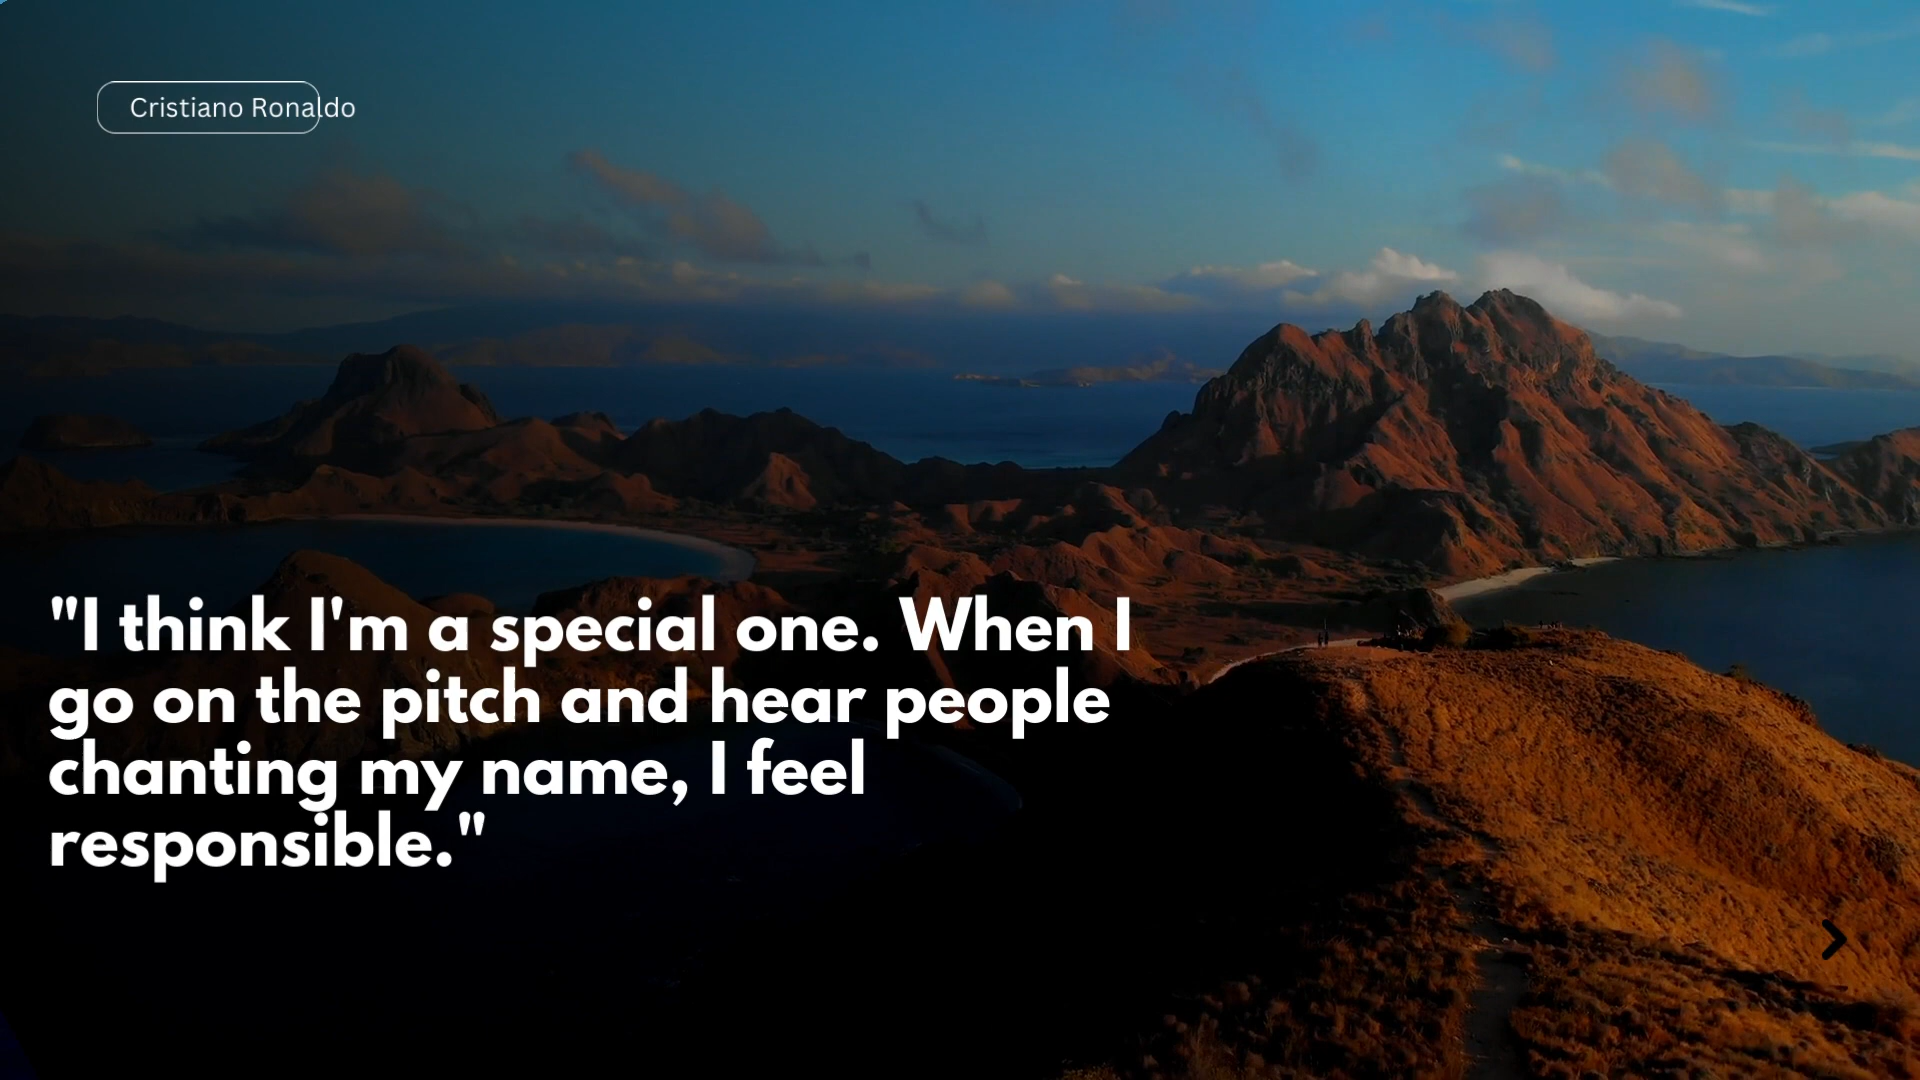 Cristiano Ronaldo
"I think I'm a special one. When I
go on the pitch and hear people
chanting my name, I feel
responsible."